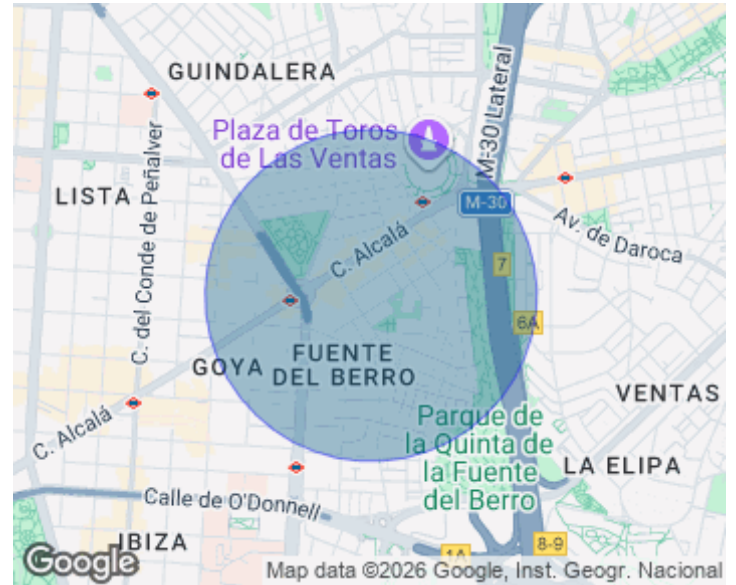 GUINDALERA
M-30 Lateral
Plaza de Toros
de Las Ventas
C. del Conde de Peñalver
LISTA
M-30
C. Alcalá
Av. de Daroca
7
6A
GOYA
FUENTE
DEL BERRO
VENTAS
C. Alcalá
Parque de
la Quinta de
la Fuente
del Berro
LA ELIPA
Calle de O'Donnell
IBIZA
1A
8-9
Google
Map data ©2026 Google, Inst. Geogr. Nacional